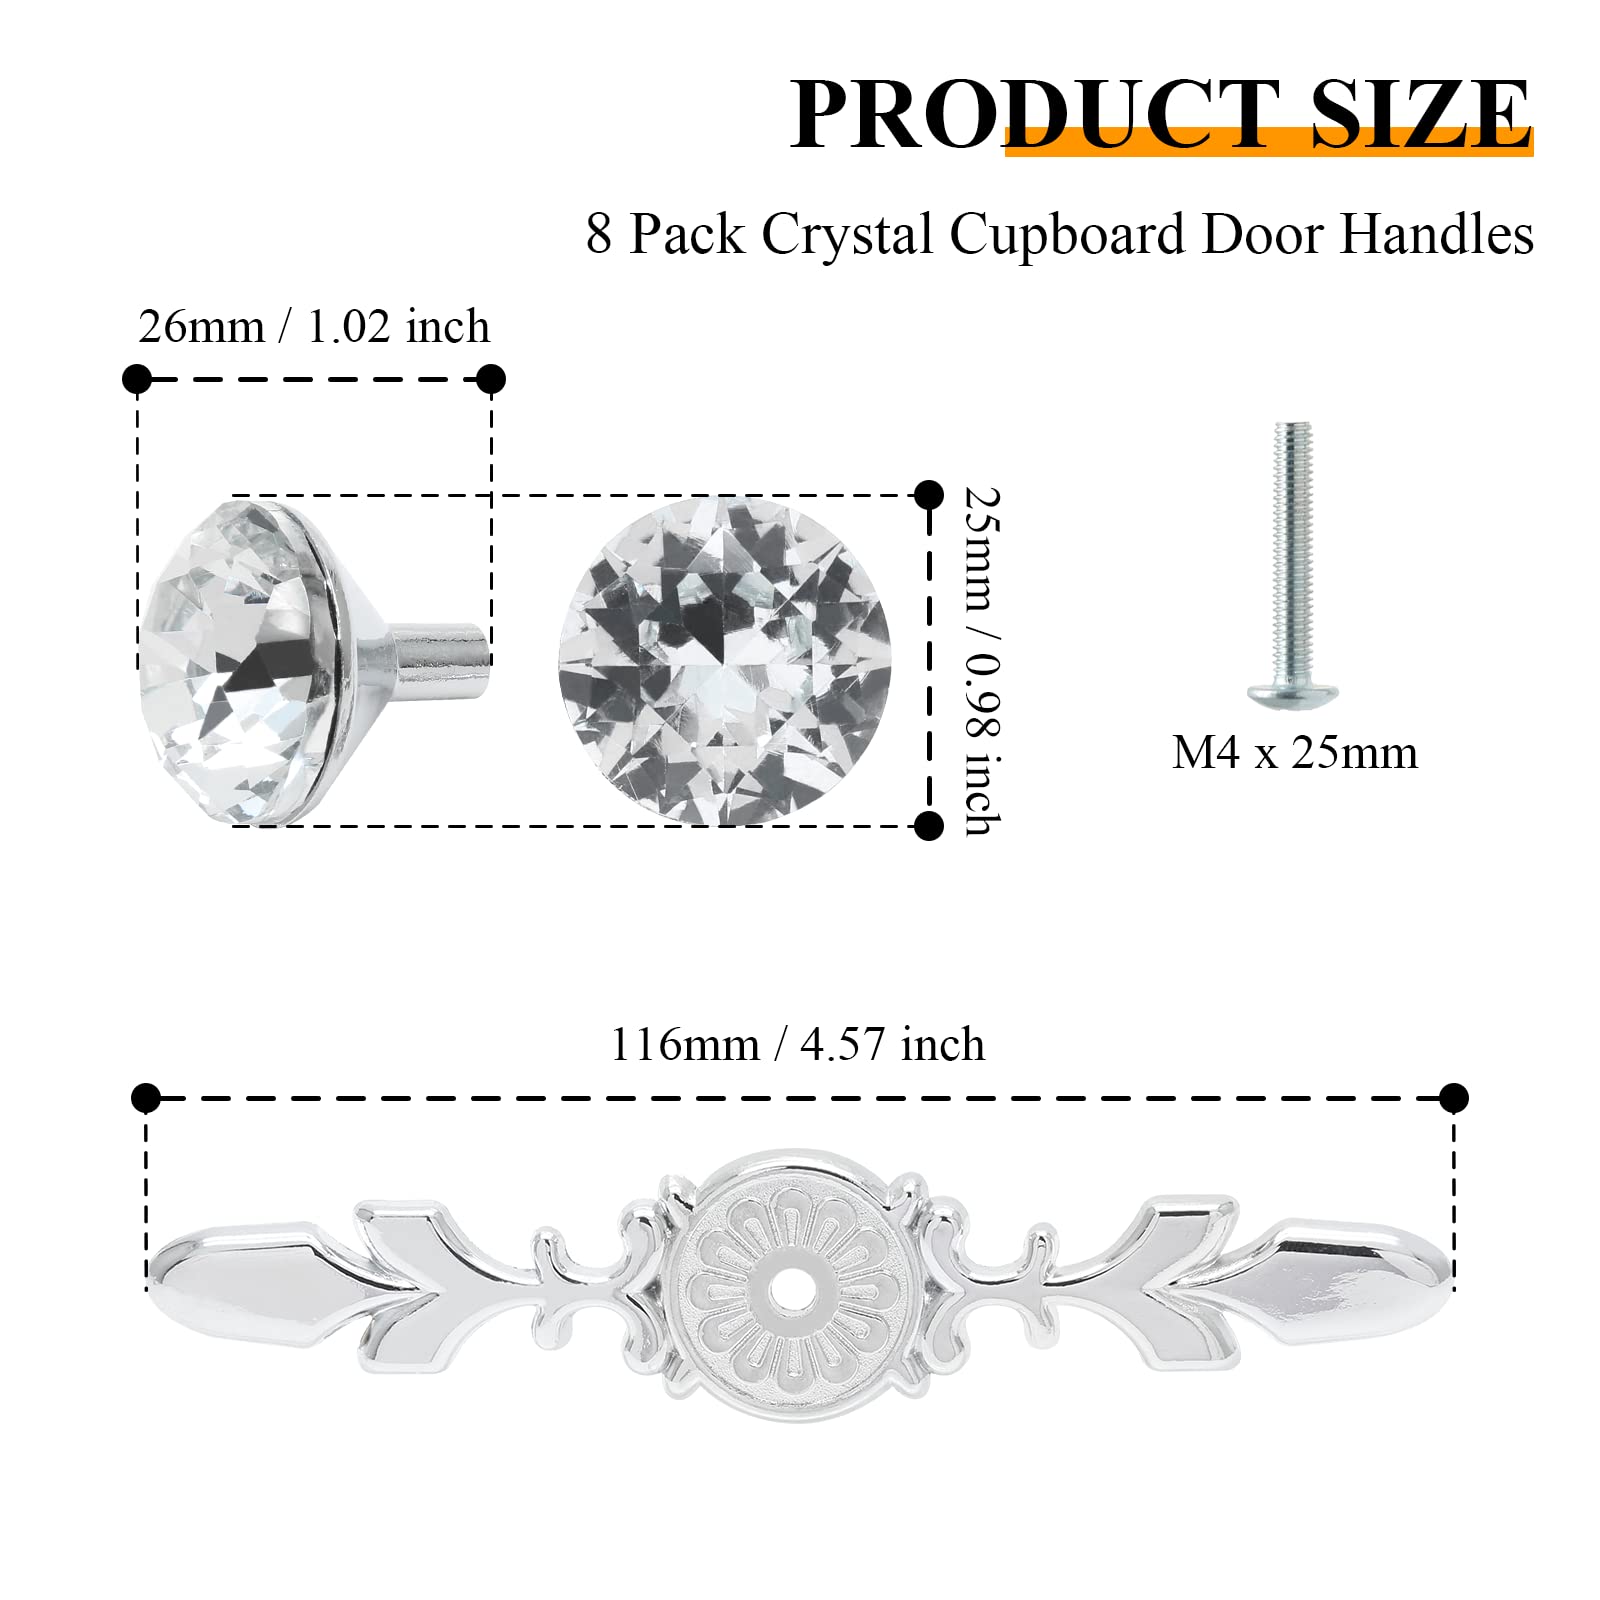 PRODUCT SIZE
8 Pack Crystal Cupboard Door Handles
26mm / 1.02 inch
25mm / 0.98 inch
M4 x 25mm
116mm / 4.57 inch